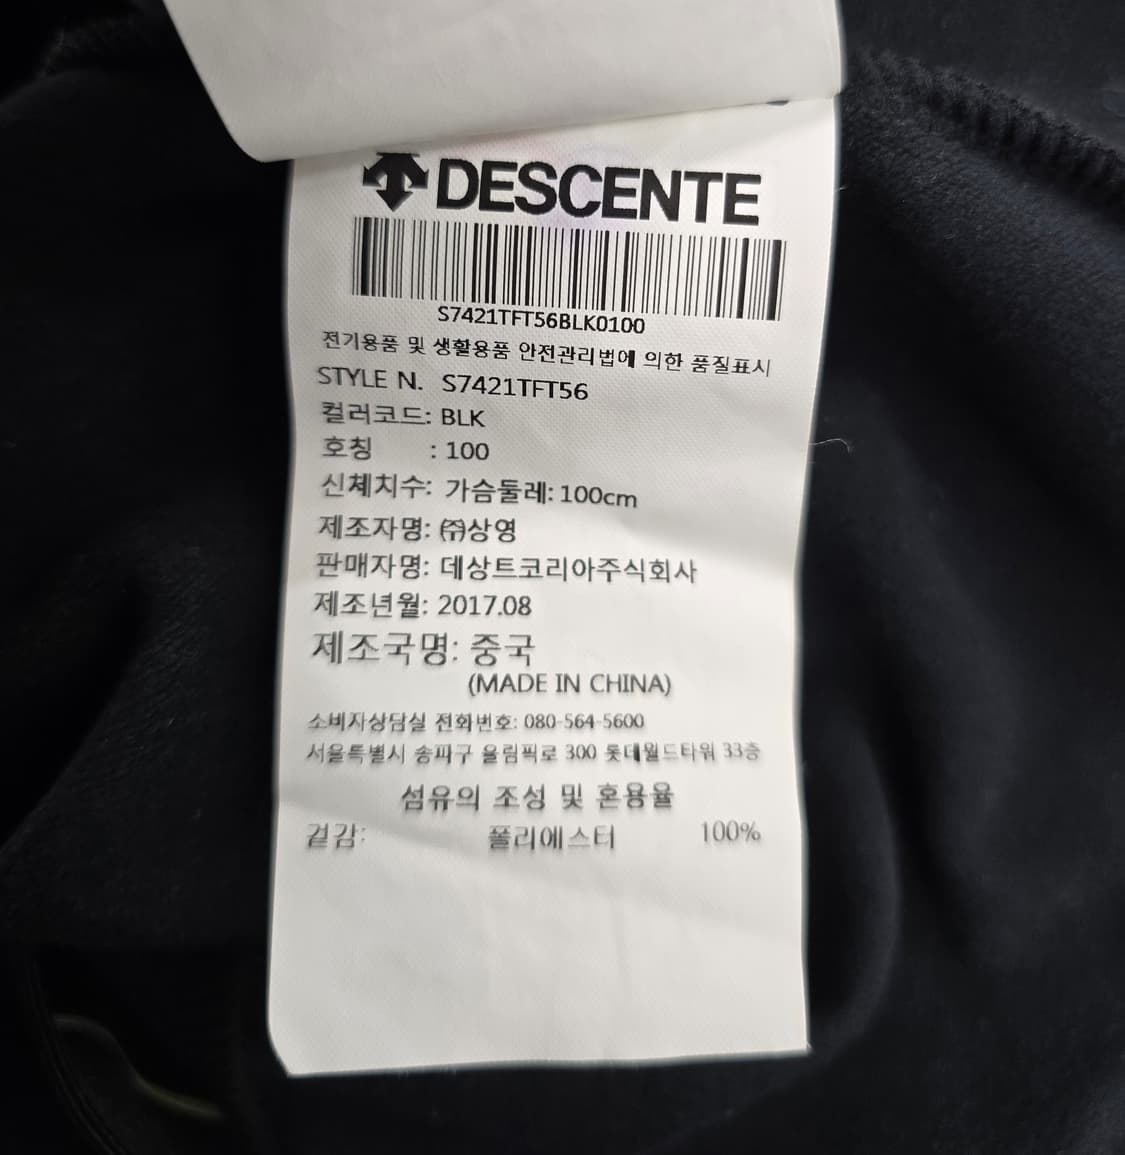 DESCENTE
S7421TFT56BLK0100
전기용품 및 생활용품 안전관리법에 의한 품질표시
STYLE N. S7421TFT56
컬러코드: BLK
호칭 : 100
신체치수: 가슴둘레: 100cm
제조자명: ㈜상영
판매자명: 데상트코리아주식회사
제조년월: 2017.08
제조국명: 중국
(MADE IN CHINA)
소비자상담실 전화번호: 080-564-5600
서울특별시 송파구 올림픽로 300 롯데월드타워 33층
섬유의 조성 및 혼용율
겉감: 폴리에스터 100%